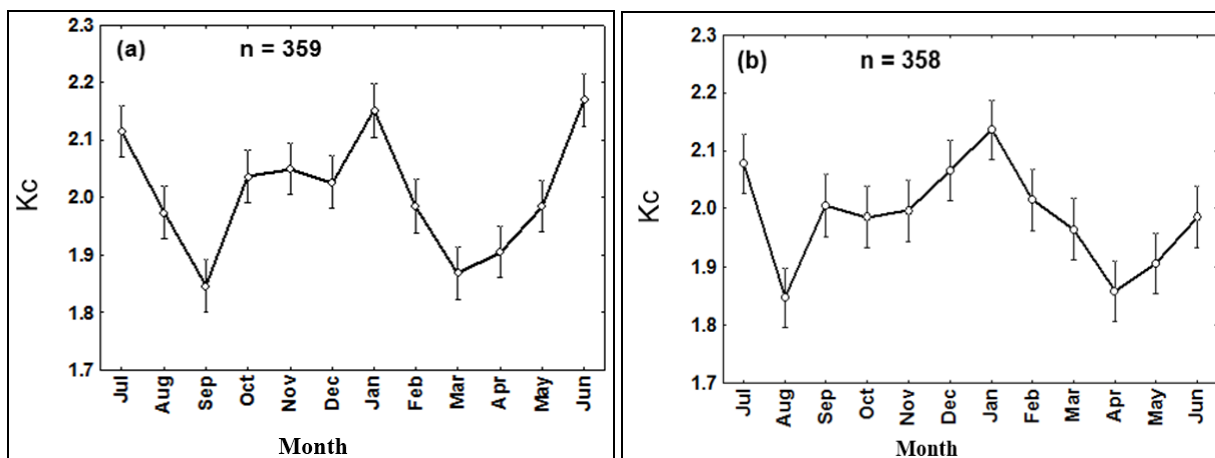 (a) n = 359
2.3
2.2
2.1
2.0
1.9
1.8
1.7
Kc
Jul Aug Sep Oct Nov Dec Jan Feb Mar Apr May Jun
Month
(b) n = 358
2.3
2.2
2.1
2.0
1.9
1.8
1.7
Kc
Jul Aug Sep Oct Nov Dec Jan Feb Mar Apr May Jun
Month